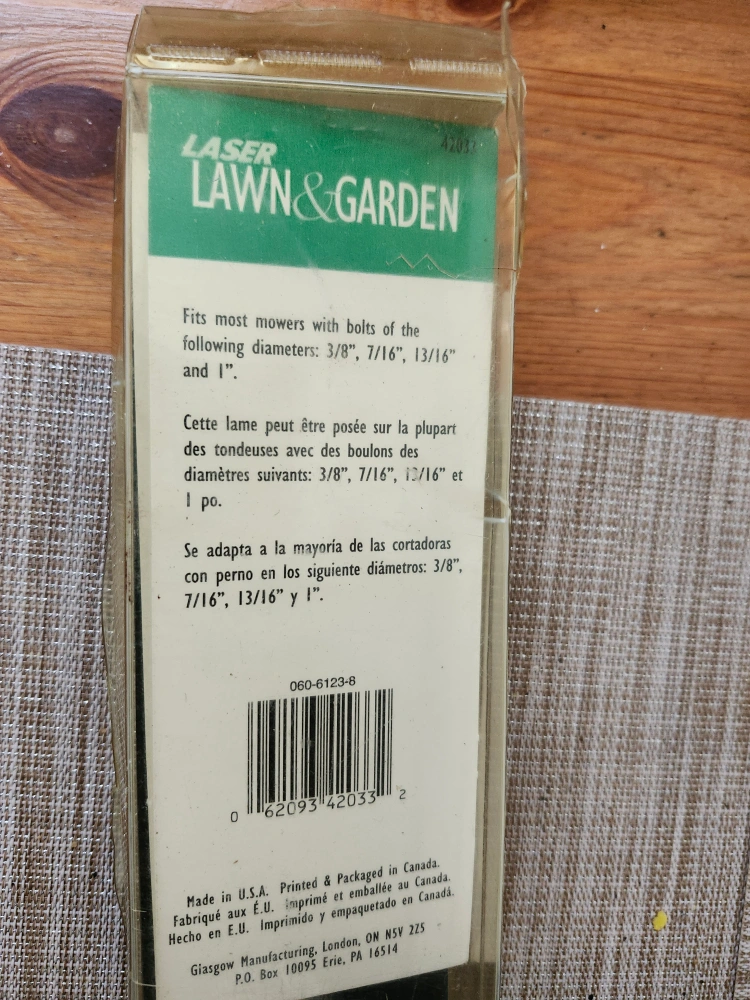 LASER
42033
LAWN&GARDEN
Fits most mowers with bolts of the
following diameters: 3/8”, 7/16”, 13/16”
and 1”.
Cette lame peut être posée sur la plupart
des tondeuses avec des boulons des
diamètres suivants: 3/8”, 7/16”, 13/16” et
1 po.
Se adapta a la mayoría de las cortadoras
con perno en los siguiente diámetros: 3/8”,
7/16”, 13/16” y 1”.
060-6123-8
0 62093 42033 2
Made in U.S.A. Printed & Packaged in Canada.
Fabriqué aux É.U. Imprimé et emballée au Canada.
Hecho en E.U. Imprimido y empaquetado en Canadá.
Glasgow Manufacturing, London, ON N5V 2Z5
P.O. Box 10095 Erie, PA 16514